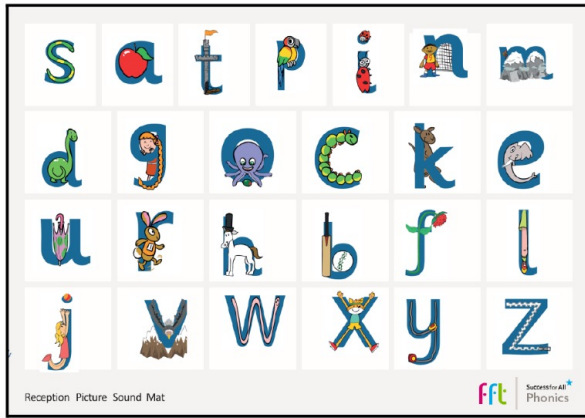 s a t p i n m
d g o c k e
u r h b f l
j v w x y z
Reception Picture Sound Mat
fft Success for All Phonics